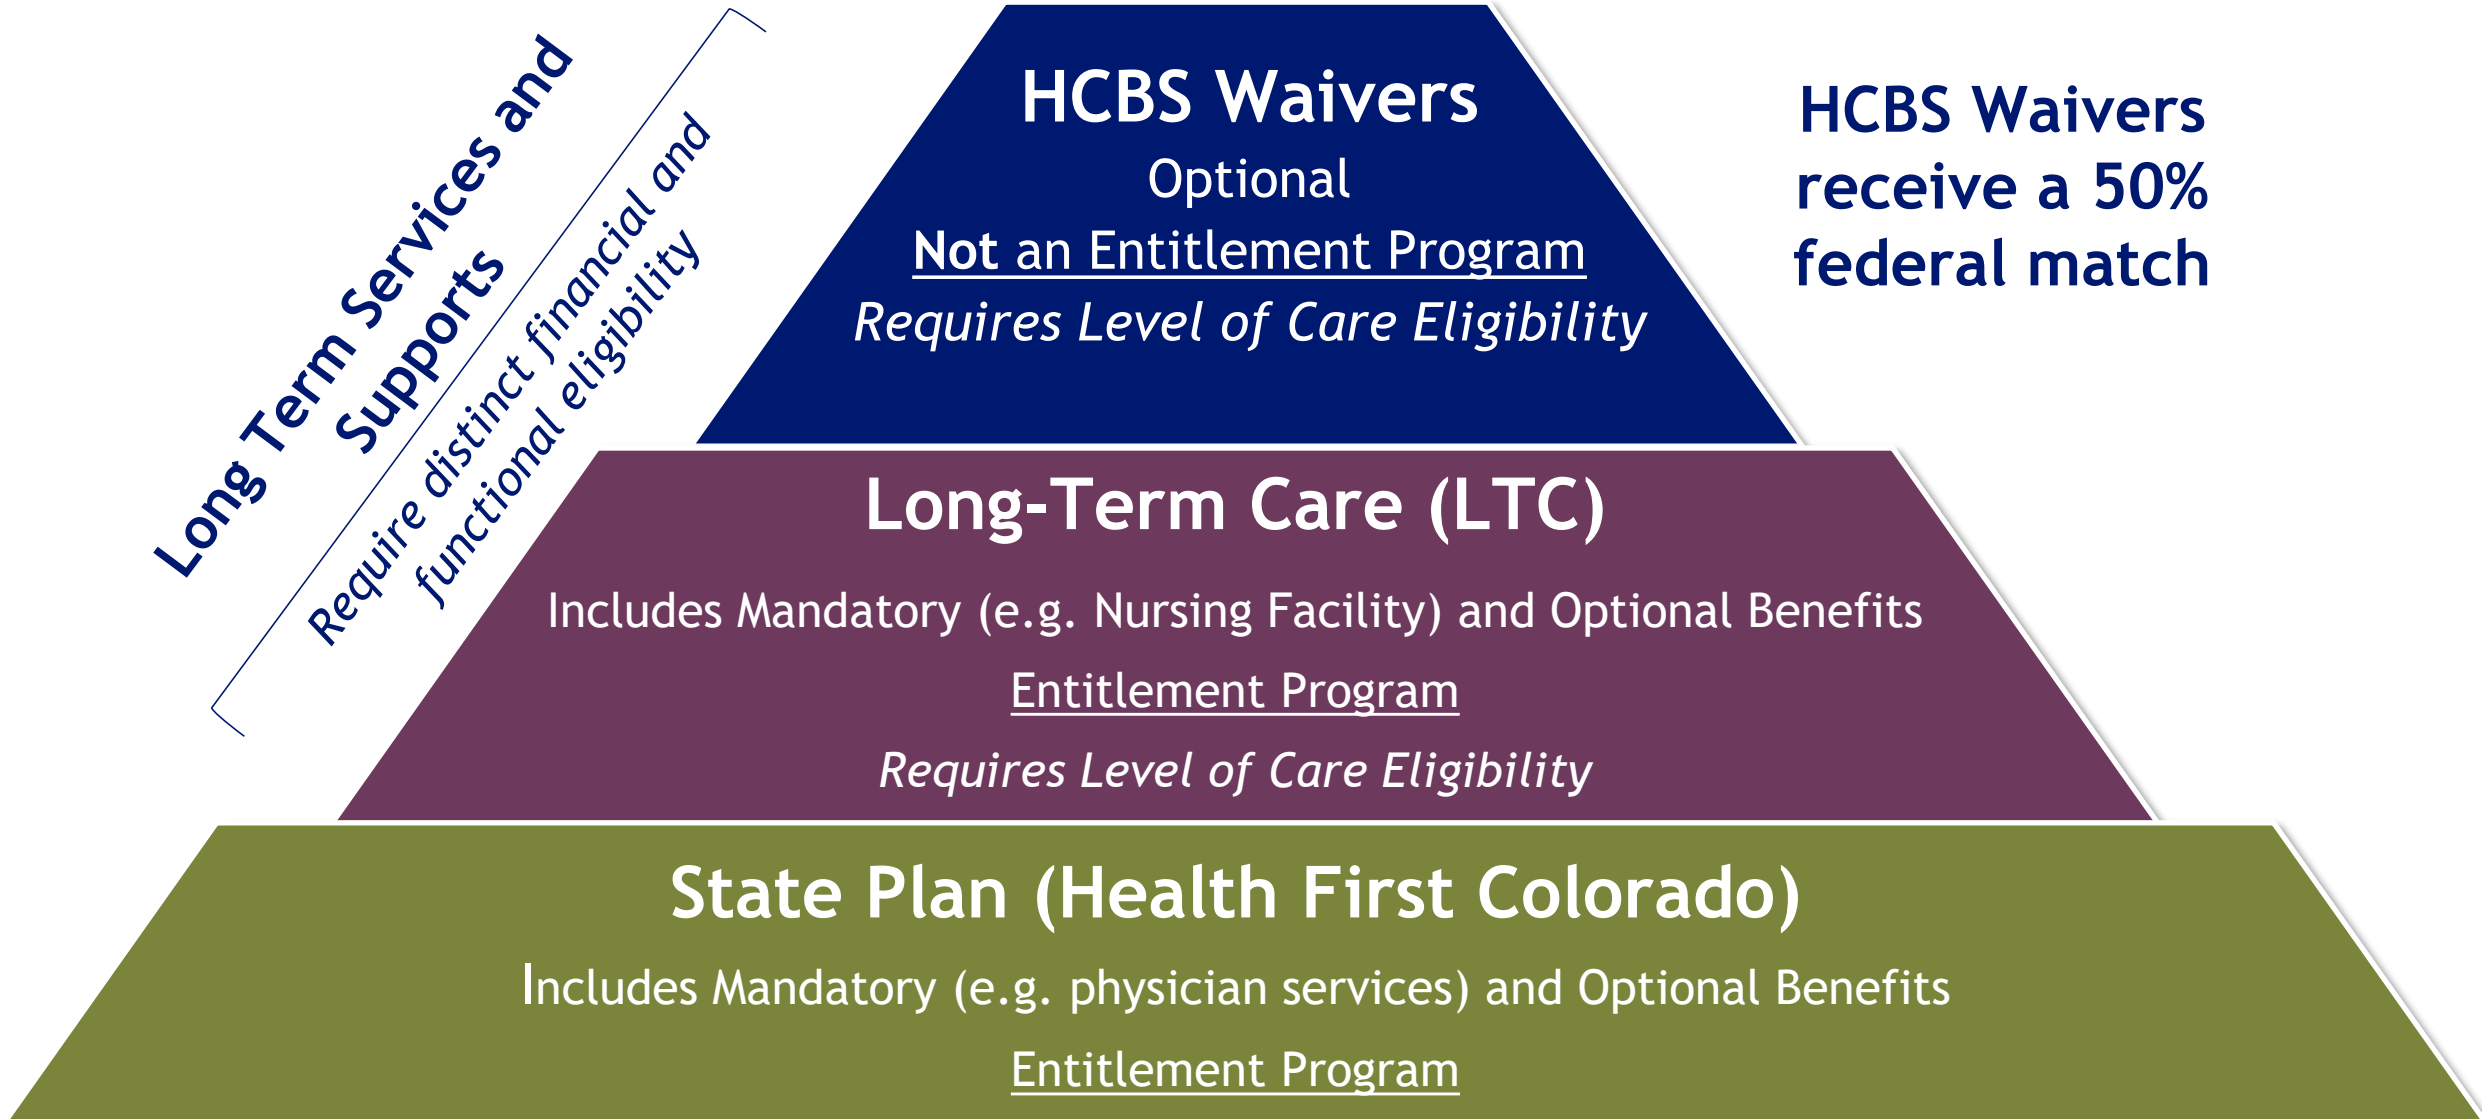 Long Term Services and
Supports
Require distinct financial and
functional eligibility
HCBS Waivers
Optional
Not an Entitlement Program
Requires Level of Care Eligibility
HCBS Waivers
receive a 50%
federal match
Long-Term Care (LTC)
Includes Mandatory (e.g. Nursing Facility) and Optional Benefits
Entitlement Program
Requires Level of Care Eligibility
State Plan (Health First Colorado)
Includes Mandatory (e.g. physician services) and Optional Benefits
Entitlement Program